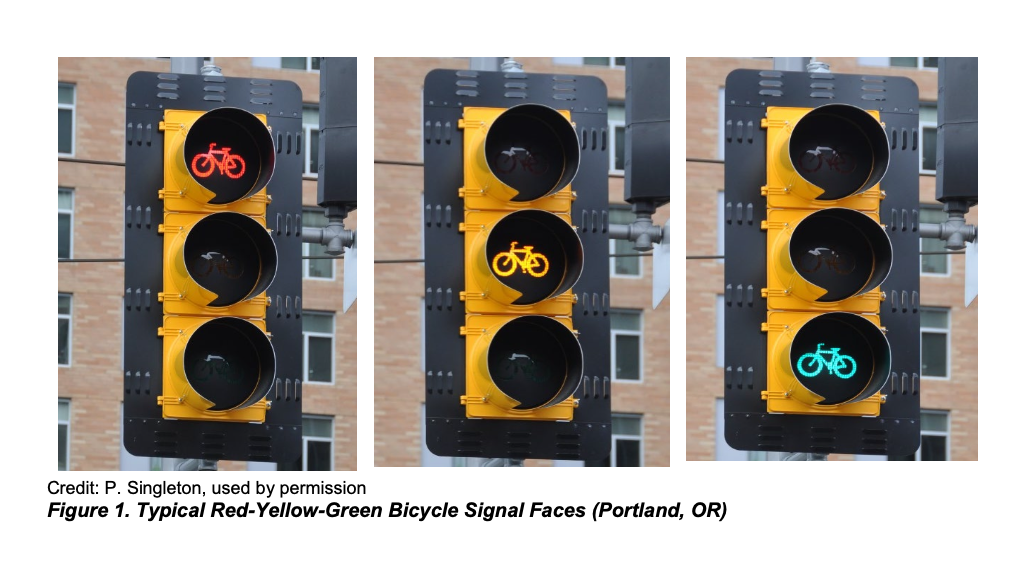 Credit: P. Singleton, used by permission
Figure 1. Typical Red-Yellow-Green Bicycle Signal Faces (Portland, OR)